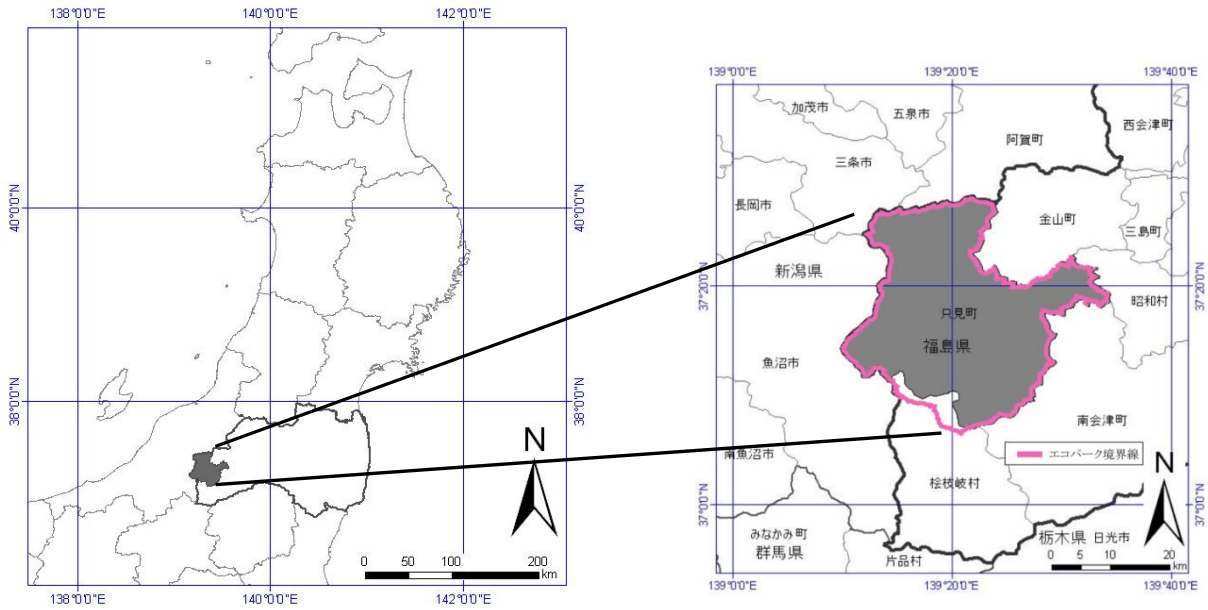 138°0'0"E
140°0'0"E
142°0'0"E
40°0'0"N
40°0'0"N
38°0'0"N
38°0'0"N
N
0 50 100 200
km
138°0'0"E
140°0'0"E
142°0'0"E
139°0'0"E
139°20'0"E
139°40'0"E
加茂市
五泉市
西会津町
阿賀町
三条市
長岡市
金山町
三島町
新潟県
37°20'0"N
37°20'0"N
昭和村
只見町
福島県
魚沼市
南会津町
エコパーク境界線
南魚沼市
N
桧枝岐村
37°0'0"N
37°0'0"N
みなかみ町
群馬県
栃木県 日光市
片品村
0 5 10 20
km
139°0'0"E
139°20'0"E
139°40'0"E